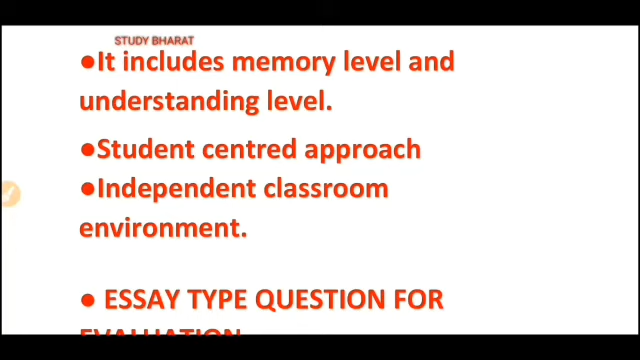 STUDY BHARAT
●It includes memory level and
understanding level.
●Student centred approach
●Independent classroom
environment.
● ESSAY TYPE QUESTION FOR
EVALUATION